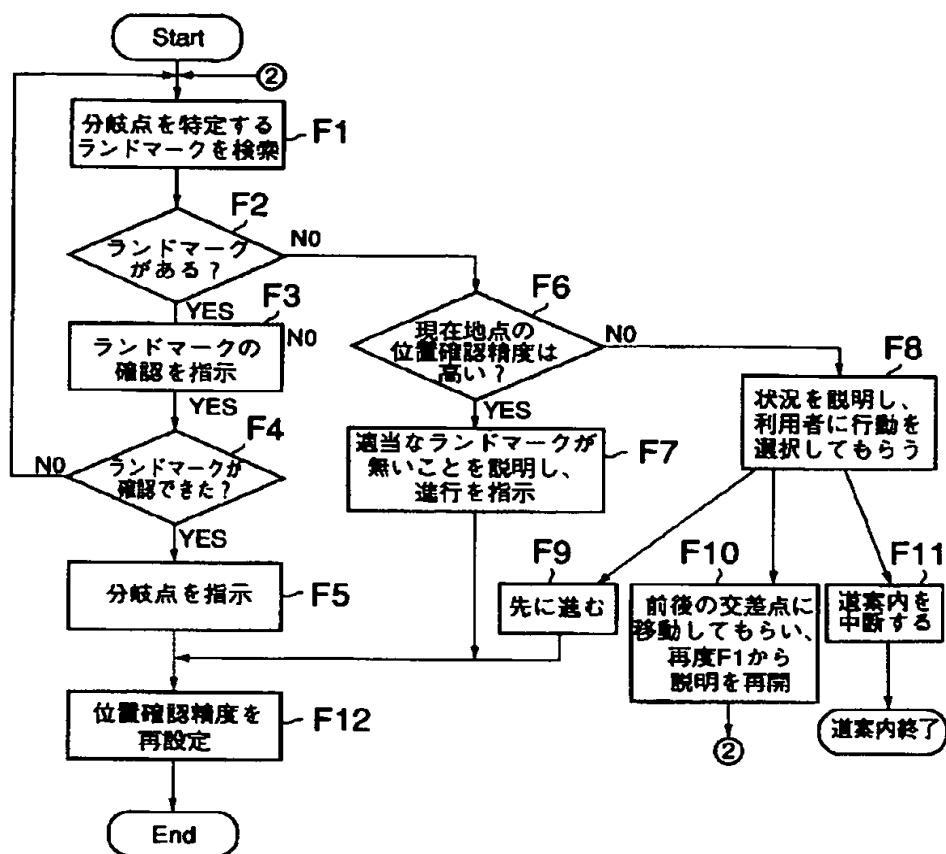 Start
②
分岐点を特定する
ランドマークを検索
F1
F2
ランドマーク
がある?
NO
YES
F3
NO
ランドマークの
確認を指示
YES
F4
NO
ランドマークが
確認できた?
YES
分岐点を指示
F5
F6
現在地点の
位置確認精度は
高い?
NO
YES
適当なランドマークが
無いことを説明し、
進行を指示
F7
F8
状況を説明し、
利用者に行動を
選択してもらう
F9
先に進む
F10
前後の交差点に
移動してもらい、
再度F1から
説明を再開
②
F11
道案内を
中断する
道案内終了
位置確認精度を
再設定
F12
End